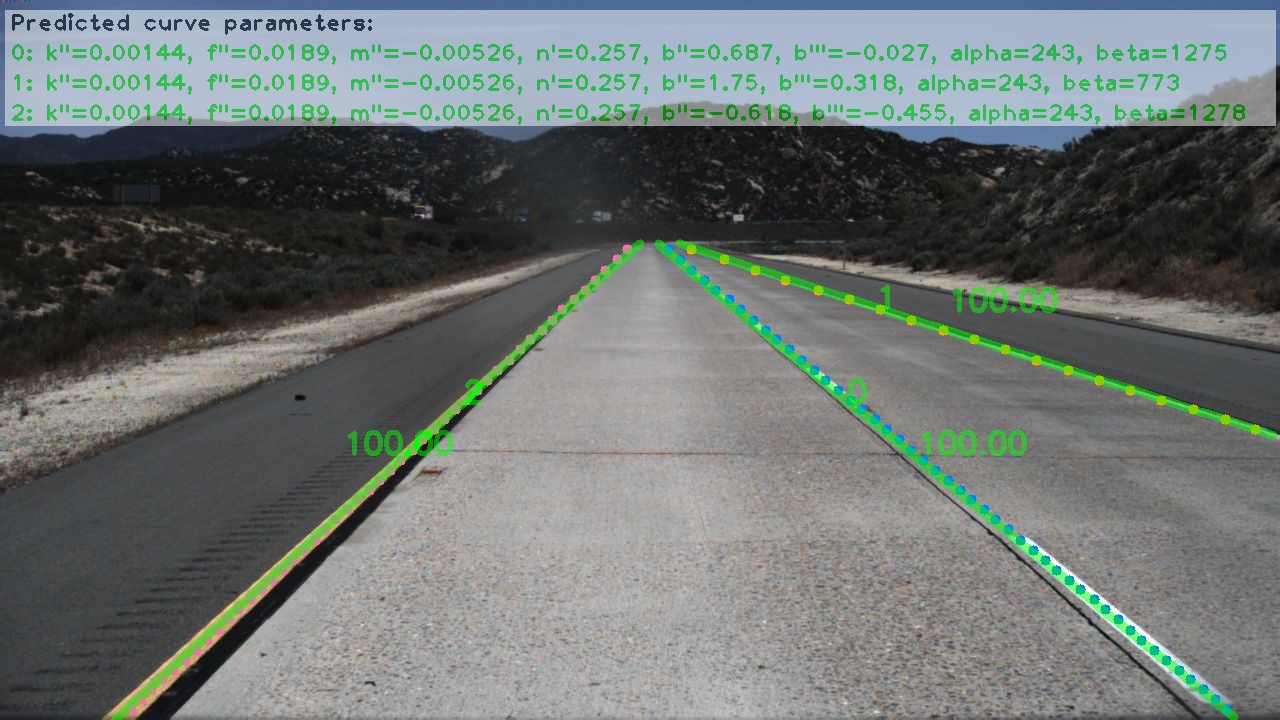 Predicted curve parameters:
0: k''=0.00144, f''=0.0189, m''=−0.00526, n'=0.257, b''=0.687, b'''=−0.027, alpha=243, beta=1275
1: k''=0.00144, f''=0.0189, m''=−0.00526, n'=0.257, b''=1.75, b'''=0.318, alpha=243, beta=773
2: k''=0.00144, f''=0.0189, m''=−0.00526, n'=0.257, b''=−0.618, b'''=−0.455, alpha=243, beta=1278
1 100.00
2 0
100.00 100.00